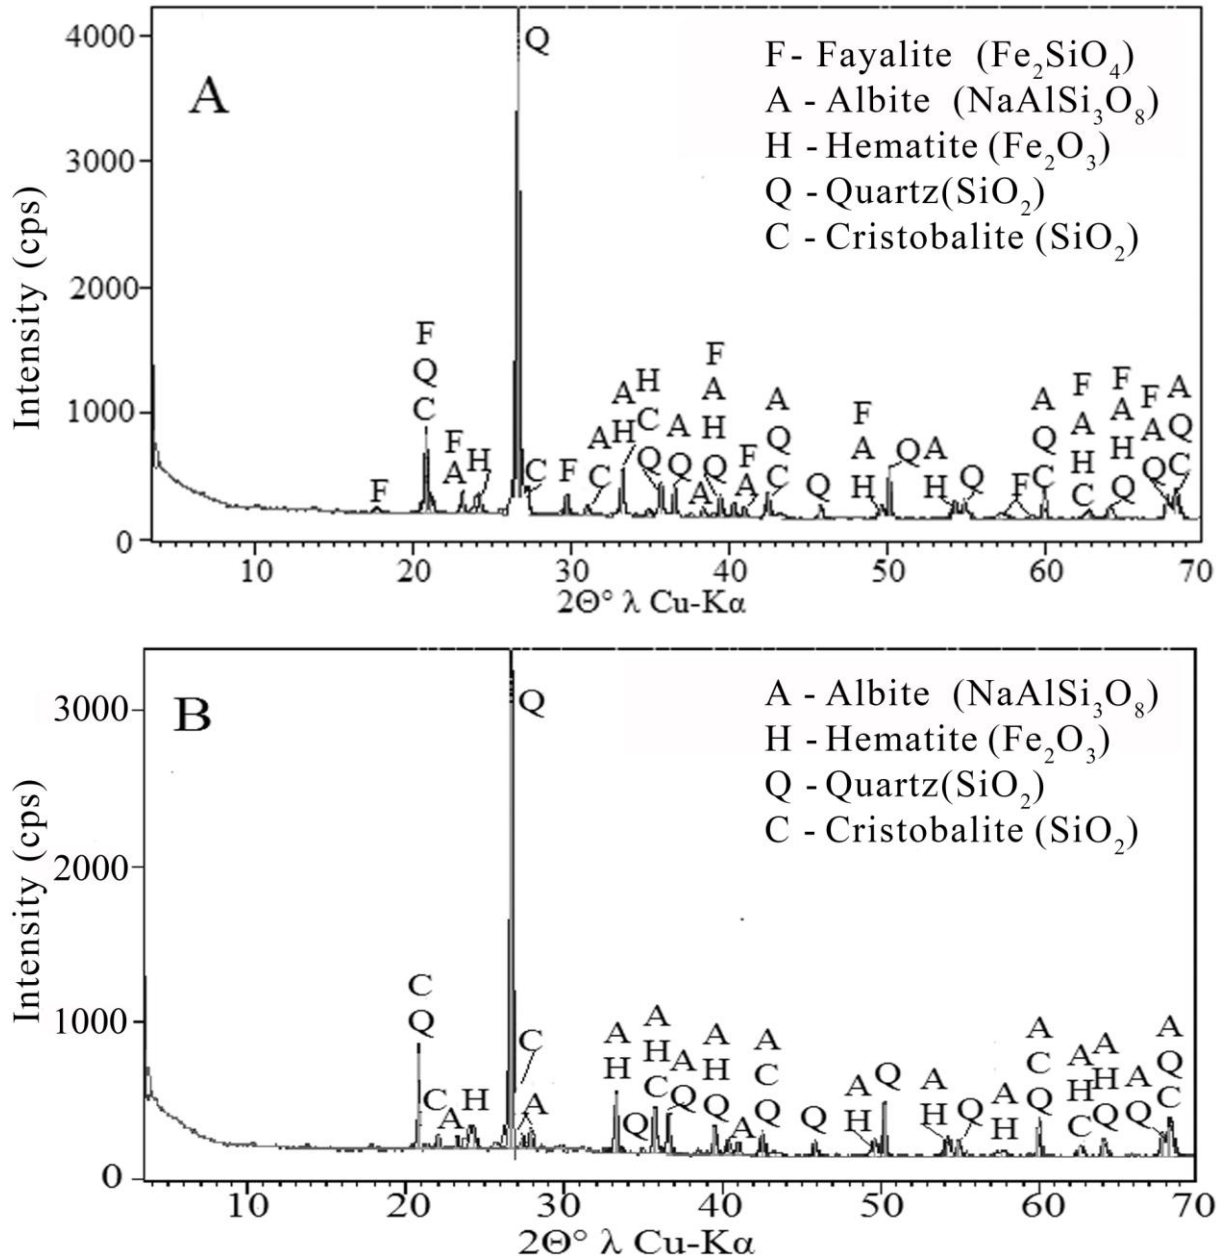 4000
A
Q
F- Fayalite (Fe2SiO4)
A - Albite (NaAlSi3O8)
H - Hematite (Fe2O3)
Q - Quartz(SiO2)
C - Cristobalite (SiO2)
3000
2000
1000
0
Intensity (cps)
F
F
Q
C
F
A
H
C
F
A
C
A
H
H
C
Q
A
Q
A
F
A
H
Q
F
A
A
Q
C
Q
F
A
H
Q
A
H
Q
F
A
Q
C
F
A
H
C
F
A
H
Q
F
A
Q
A
Q
C
10 20 30 40 50 60 70
2Θ° λ Cu-Kα
B
3000
2000
1000
0
Intensity (cps)
Q
A - Albite (NaAlSi3O8)
H - Hematite (Fe2O3)
Q - Quartz(SiO2)
C - Cristobalite (SiO2)
C
Q
C
A
H
C
A
A
H
Q
A
H
C
A
Q
A
H
Q
A
A
C
Q
Q
A
H
Q
A
H
Q
A
H
A
C
Q
A
H
C
A
H
Q
A
Q
A
Q
C
10 20 30 40 50 60 70
2Θ° λ Cu-Kα